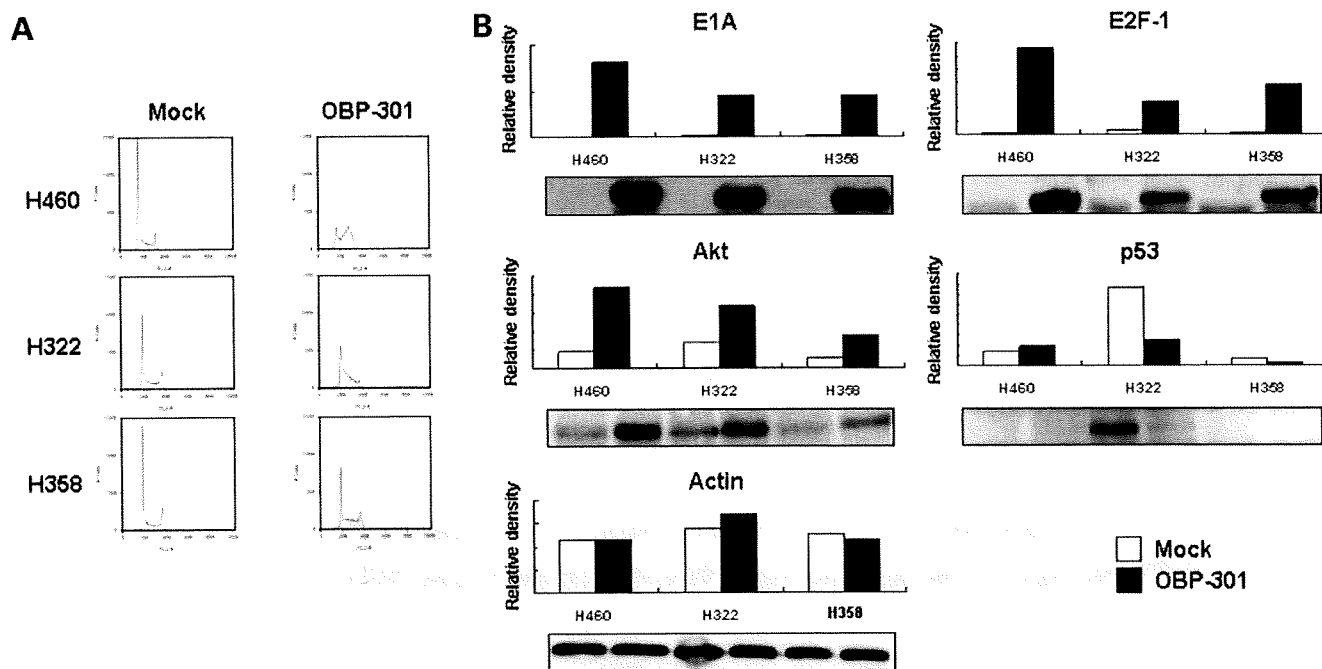 A
Mock
OBP-301
H460
H322
H358
B
E1A
Relative density
H460
H322
H358
E2F-1
Relative density
H460
H322
H358
Akt
Relative density
H460
H322
H358
p53
Relative density
H460
H322
H358
Actin
Relative density
H460
H322
H358
Mock
OBP-301